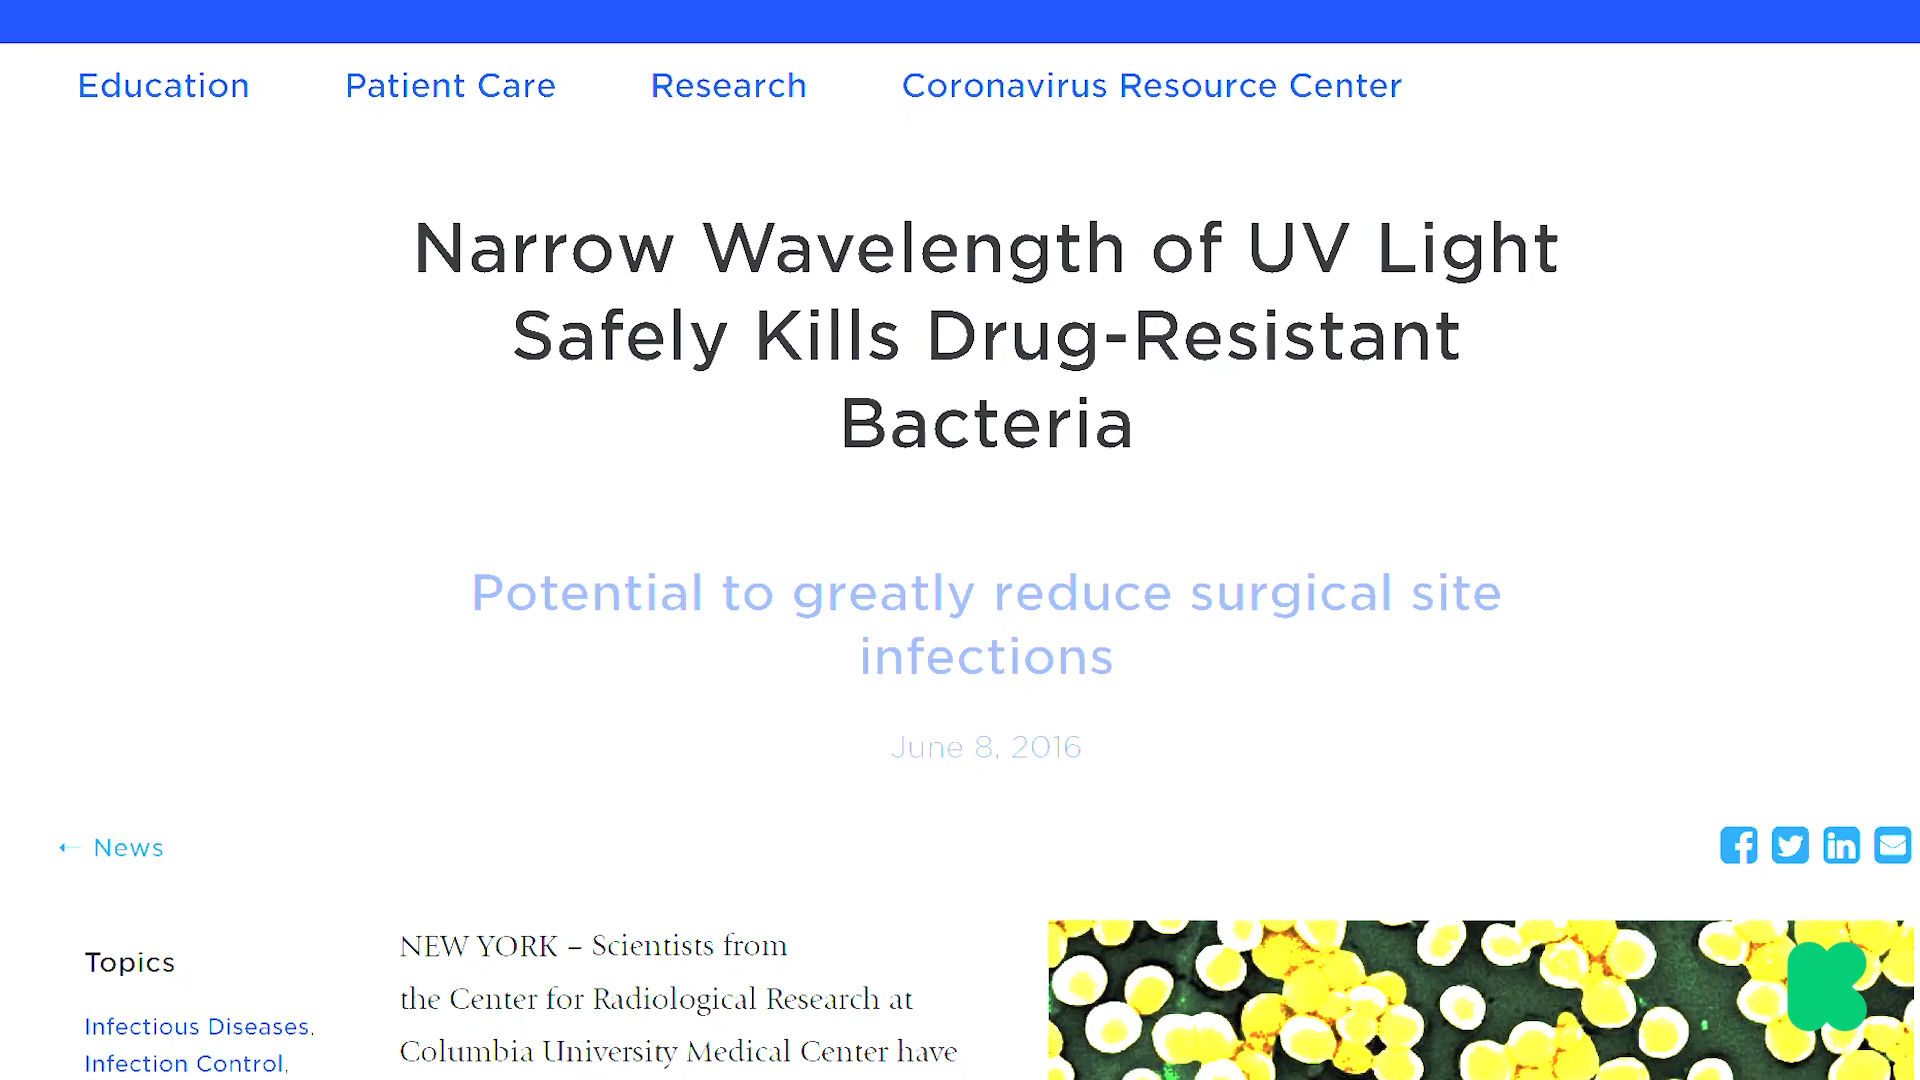 Education Patient Care Research Coronavirus Resource Center
Narrow Wavelength of UV Light
Safely Kills Drug-Resistant
Bacteria
Potential to greatly reduce surgical site
infections
June 8, 2016
← News
Topics
Infectious Diseases,
Infection Control,
NEW YORK – Scientists from
the Center for Radiological Research at
Columbia University Medical Center have